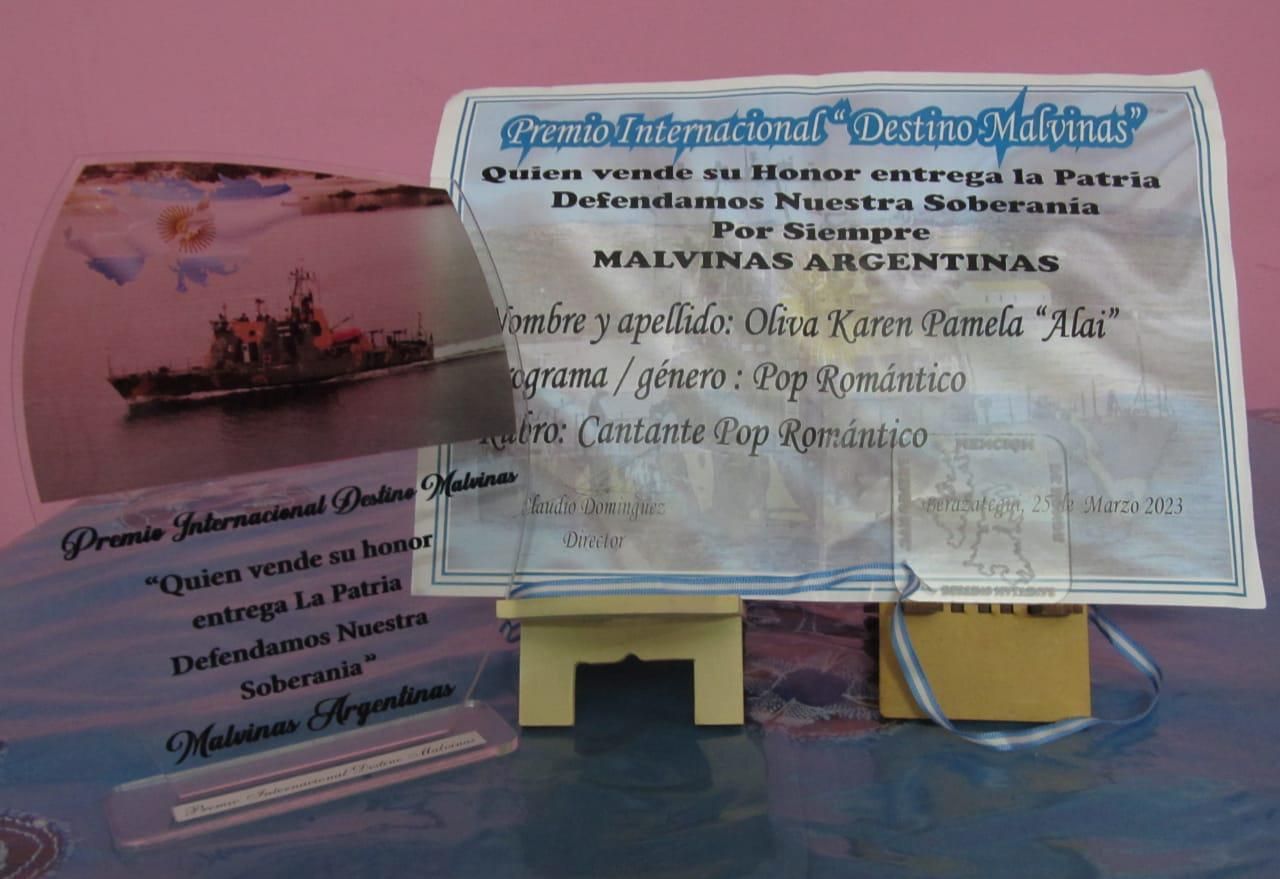 Premio Internacional “Destino Malvinas”
Quien vende su Honor entrega la Patria
Defendamos Nuestra Soberanía
Por Siempre
MALVINAS ARGENTINAS
Nombre y apellido: Oliva Karen Pamela “Alai”
Programa / género : Pop Romántico
Rubro: Cantante Pop Romántico
Claudio Dominguez
Director
Berazategui, 25 de Marzo 2023
MENCION
Premio Internacional Destino Malvinas
“Quien vende su honor
entrega La Patria
Defendamos Nuestra
Soberania”
Malvinas Argentinas
Premio Internacional Destino Malvinas